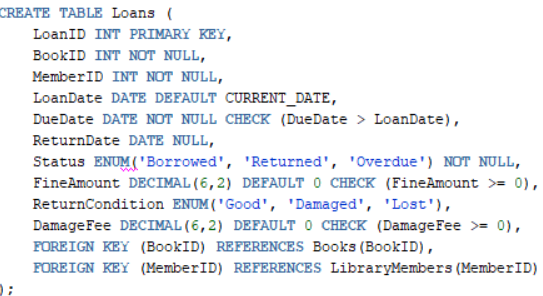 CREATE TABLE Loans (
    LoanID INT PRIMARY KEY,
    BookID INT NOT NULL,
    MemberID INT NOT NULL,
    LoanDate DATE DEFAULT CURRENT_DATE,
    DueDate DATE NOT NULL CHECK (DueDate > LoanDate),
    ReturnDate DATE NULL,
    Status ENUM('Borrowed', 'Returned', 'Overdue') NOT NULL,
    FineAmount DECIMAL(6,2) DEFAULT 0 CHECK (FineAmount >= 0),
    ReturnCondition ENUM('Good', 'Damaged', 'Lost'),
    DamageFee DECIMAL(6,2) DEFAULT 0 CHECK (DamageFee >= 0),
    FOREIGN KEY (BookID) REFERENCES Books(BookID),
    FOREIGN KEY (MemberID) REFERENCES LibraryMembers(MemberID)
);